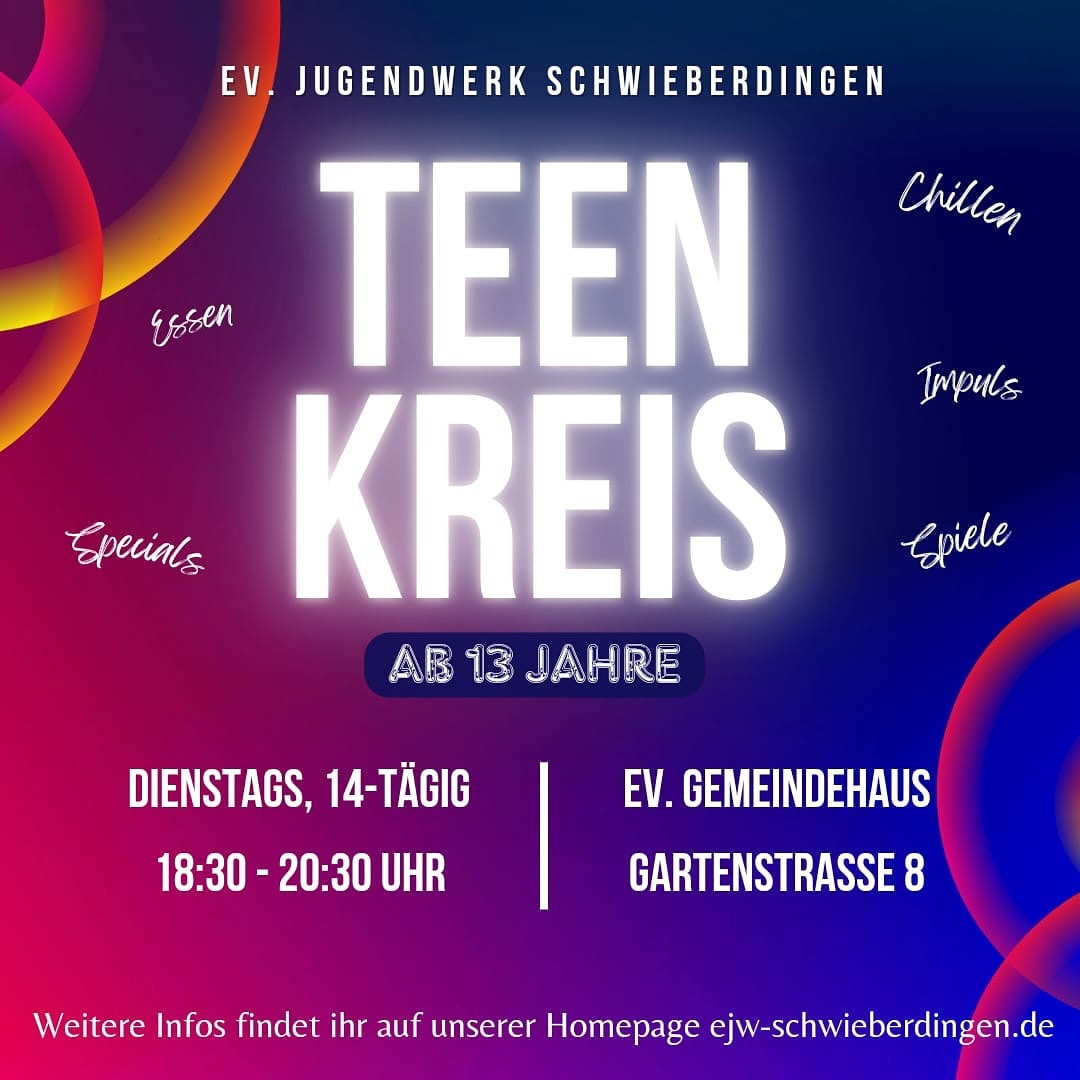 EV. JUGENDWERK SCHWIEBERDINGEN
TEEN
KREIS
Chillen
Essen
Impuls
Specials
Spiele
AB 13 JAHRE
DIENSTAGS, 14-TÄGIG
18:30 - 20:30 UHR
EV. GEMEINDEHAUS
GARTENSTRASSE 8
Weitere Infos findet ihr auf unserer Homepage ejw-schwieberdingen.de